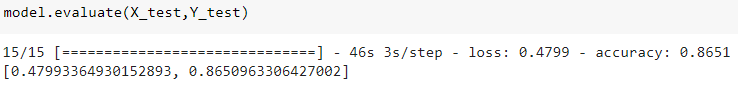 model.evaluate(X_test,Y_test)
15/15 [==============================] - 46s 3s/step - loss: 0.4799 - accuracy: 0.8651
[0.47993364930152893, 0.8650963306427002]